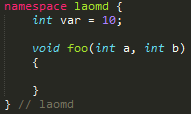 namespace laomd {
    int var = 10;

    void foo(int a, int b)
    {

    }
} // laomd